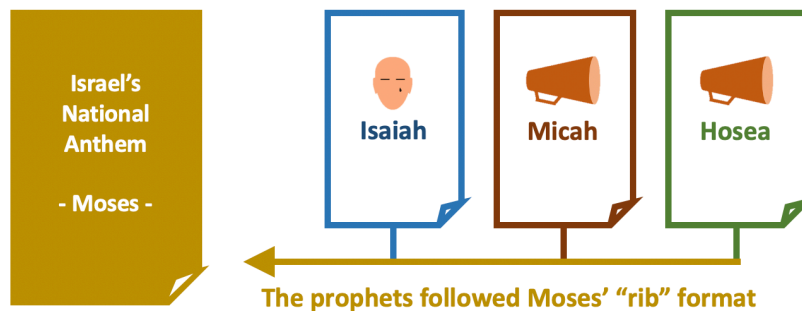 Israel’s
National
Anthem
- Moses -
Isaiah
Micah
Hosea
The prophets followed Moses’ “rib” format